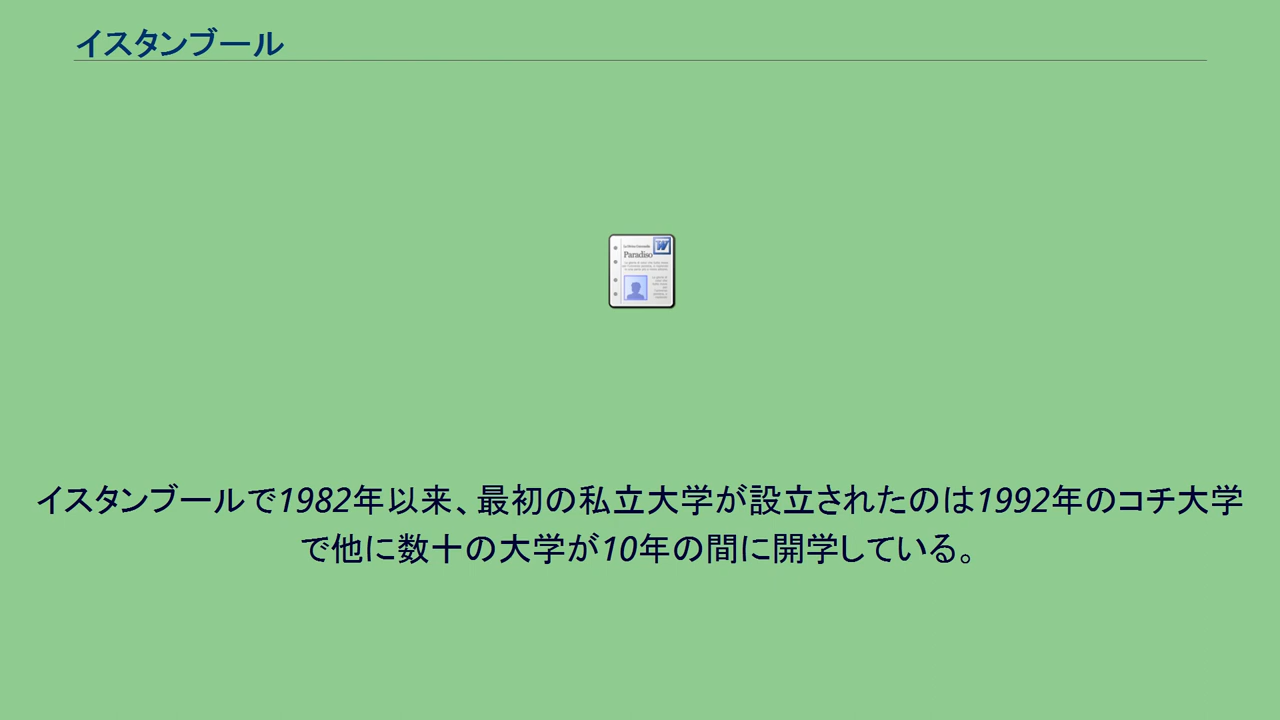 イスタンブール
Paradiso
W
イスタンブールで1982年以来、最初の私立大学が設立されたのは1992年のコチ大学
で他に数十の大学が10年の間に開学している。